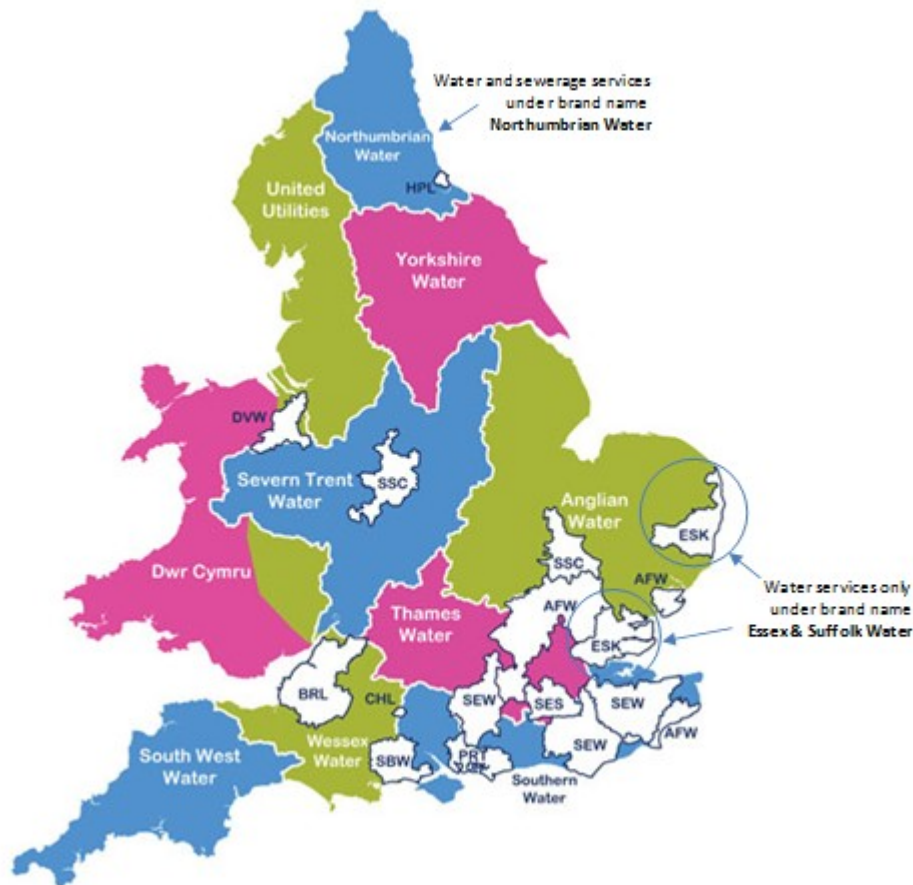 Water and sewerage services
under brand name
Northumbrian Water
Northumbrian
Water
HPL
United
Utilities
Yorkshire
Water
DVW
Severn Trent
Water
SSC
Anglian
Water
ESK
SSC
AFW
Dwr Cymru
Water services only
under brand name
Essex & Suffolk Water
Thames
Water
AFW
ESK
BRL
CHL
SEW
SES
SEW
SEW
AFW
South West
Water
Wessex
Water
SBW
PRT
Southern
Water